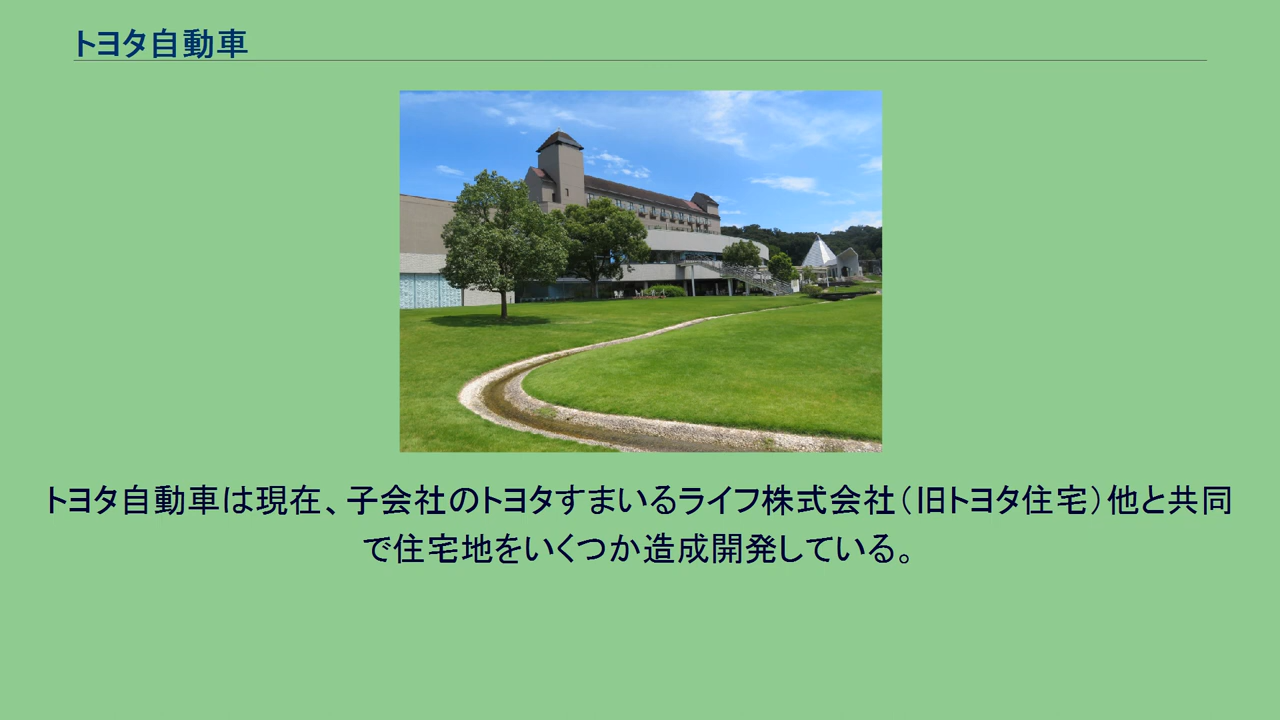 トヨタ自動車
トヨタ自動車は現在、子会社のトヨタすまいるライフ株式会社（旧トヨタ住宅）他と共同
で住宅地をいくつか造成開発している。